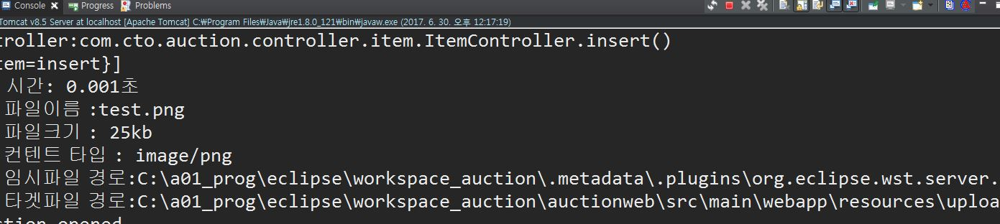 Console Progress Problems
Tomcat v8.5 Server at localhost [Apache Tomcat] C:₩Program Files₩Java₩jre1.8.0_121₩bin₩javaw.exe (2017. 6. 30. 오후 12:17:19)
troller:com.cto.auction.controller.item.ItemController.insert()
tem=insert}]
시간: 0.001초
파일이름 :test.png
파일크기 : 25kb
컨텐트 타입 : image/png
임시파일 경로:C:\a01_prog\eclipse\workspace_auction\.metadata\.plugins\org.eclipse.wst.server.
타겟파일 경로:C:\a01_prog\eclipse\workspace_auction\auctionweb\src\main\webapp\resources\uploa
ction opened